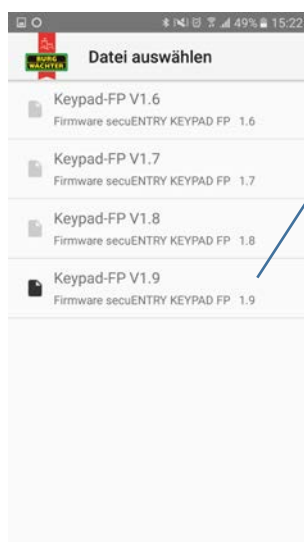 49% 15:22
BURG
WÄCHTER
Datei auswählen
Keypad-FP V1.6
Firmware secuENTRY KEYPAD FP 1.6
Keypad-FP V1.7
Firmware secuENTRY KEYPAD FP 1.7
Keypad-FP V1.8
Firmware secuENTRY KEYPAD FP 1.8
Keypad-FP V1.9
Firmware secuENTRY KEYPAD FP 1.9